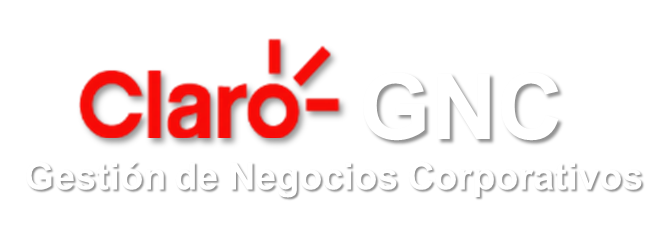 Claro GNC
Gestión de Negocios Corporativos